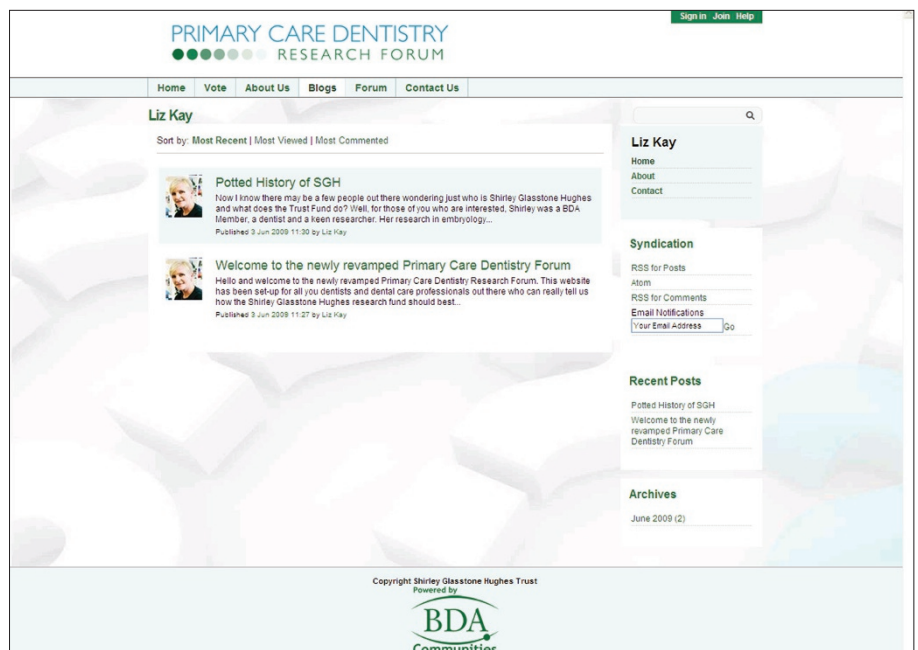 Sign in Join Help
PRIMARY CARE DENTISTRY
RESEARCH FORUM
Home Vote About Us Blogs Forum Contact Us
Liz Kay
Sort by: Most Recent | Most Viewed | Most Commented
Potted History of SGH
Now I know there may be a few people out there wondering just who is Shirley Glasstone Hughes
and what does the Trust Fund do? Well, for those of you who are interested, Shirley was a BDA
Member, a dentist and a keen researcher. Her research in embryology...
Published 3 Jun 2009 11:30 by Liz Kay
Welcome to the newly revamped Primary Care Dentistry Forum
Hello and welcome to the newly revamped Primary Care Dentistry Research Forum. This website
has been set-up for all you dentists and dental care professionals out there who can really tell us
how the Shirley Glasstone Hughes research fund should best...
Published 3 Jun 2009 11:27 by Liz Kay
Liz Kay
Home
About
Contact
Syndication
RSS for Posts
Atom
RSS for Comments
Email Notifications
Your Email Address Go
Recent Posts
Potted History of SGH
Welcome to the newly
revamped Primary Care
Dentistry Forum
Archives
June 2009 (2)
Copyright Shirley Glasstone Hughes Trust
Powered by
BDA
Communities